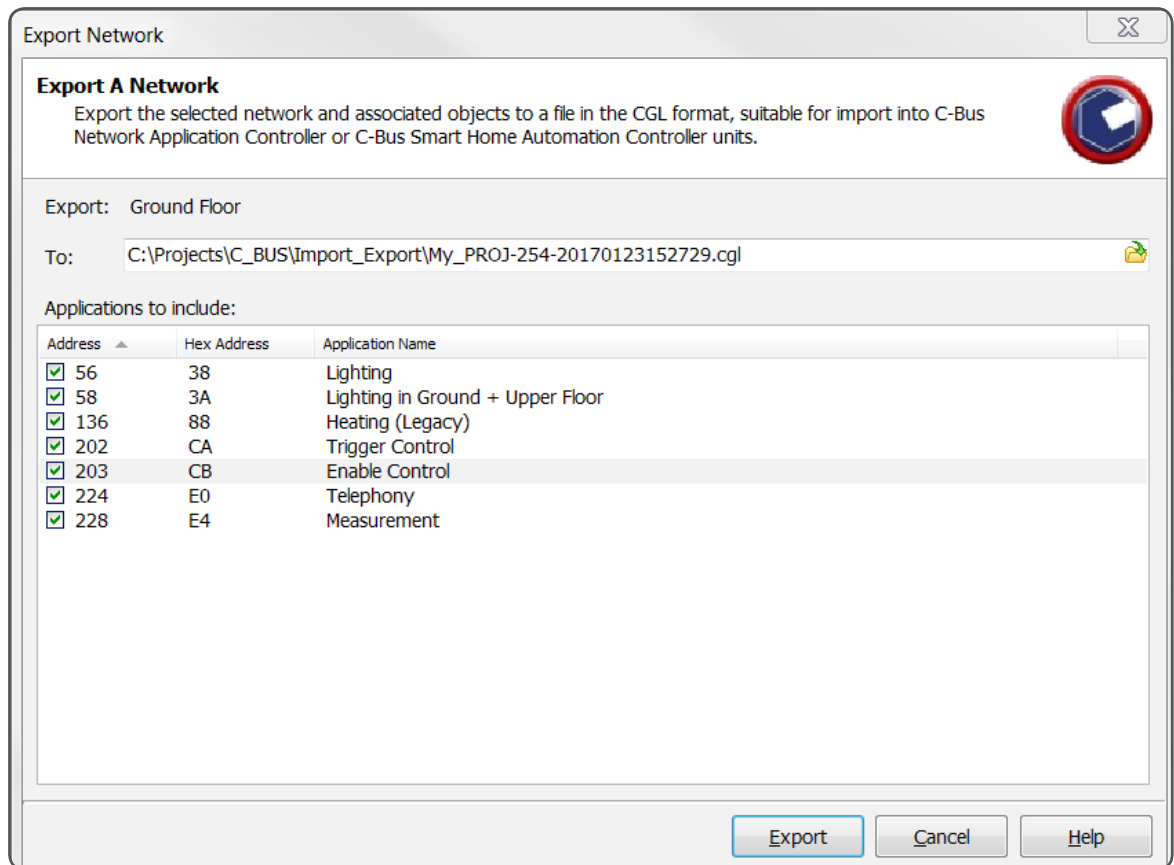 Export Network
Export A Network
Export the selected network and associated objects to a file in the CGL format, suitable for import into C-Bus
Network Application Controller or C-Bus Smart Home Automation Controller units.
Export: Ground Floor
To: C:\Projects\C_BUS\Import_Export\My_PROJ-254-20170123152729.cgl
Applications to include:
Address Hex Address Application Name
56 38 Lighting
58 3A Lighting in Ground + Upper Floor
136 88 Heating (Legacy)
202 CA Trigger Control
203 CB Enable Control
224 E0 Telephony
228 E4 Measurement
Export Cancel Help